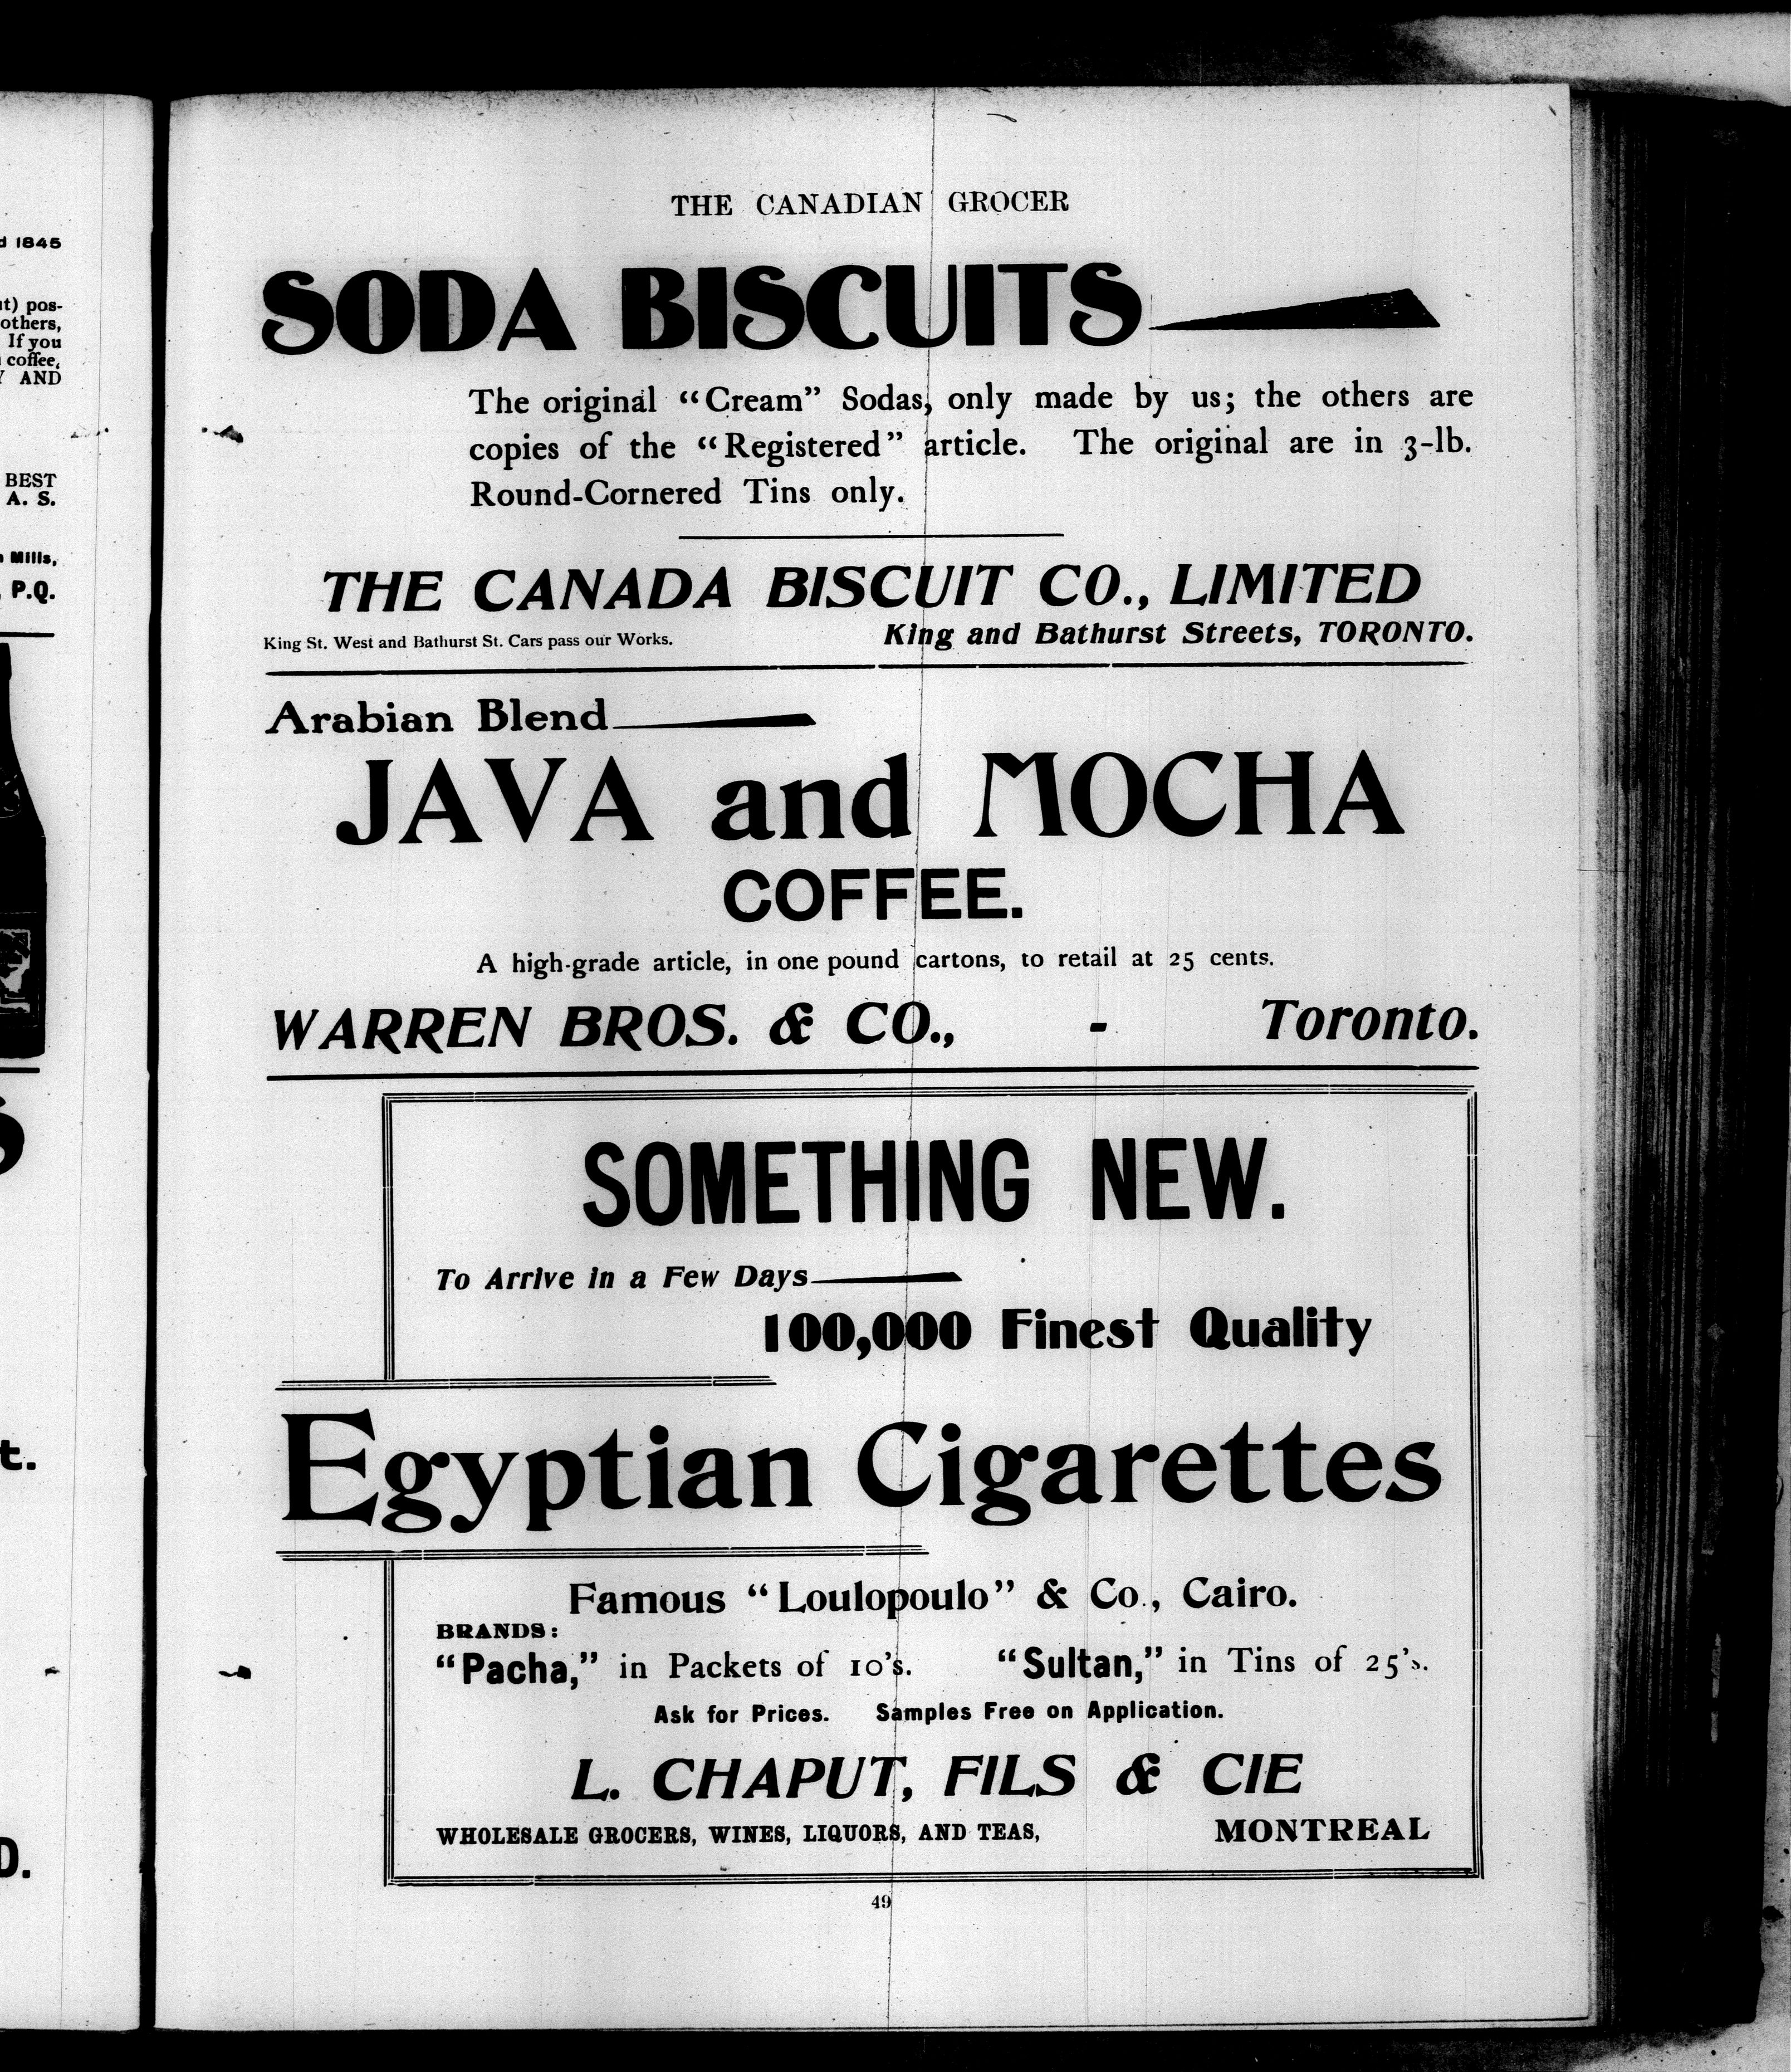 d 1845
t) pos-
others,
If you
coffee,
AND
BEST
A. S.
Mills,
P.Q.
t.
THE CANADIAN GROCER
SODA BISCUITS
The original “Cream” Sodas, only made by us; the others are
copies of the “Registered” article. The original are in 3-lb.
Round-Cornered Tins only.
THE CANADA BISCUIT CO., LIMITED
King St. West and Bathurst St. Cars pass our Works.
King and Bathurst Streets, TORONTO.
Arabian Blend
JAVA and MOCHA
COFFEE.
A high-grade article, in one pound cartons, to retail at 25 cents.
WARREN BROS. & CO., - Toronto.
SOMETHING NEW.
To Arrive in a Few Days
100,000 Finest Quality
Egyptian Cigarettes
Famous “Loulopoulo” & Co., Cairo.
BRANDS:
“Pacha,” in Packets of 10’s. “Sultan,” in Tins of 25’s.
Ask for Prices. Samples Free on Application.
L. CHAPUT, FILS & CIE
WHOLESALE GROCERS, WINES, LIQUORS, AND TEAS, MONTREAL
49